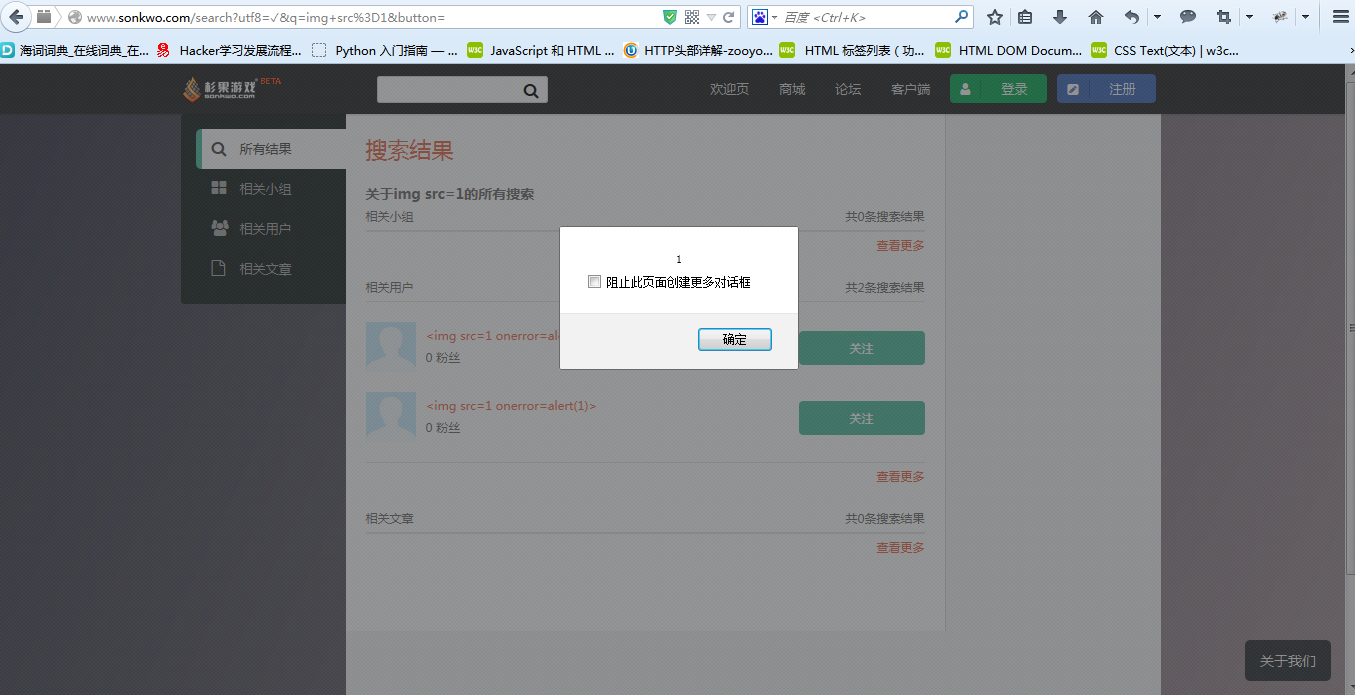 www.sonkwo.com/search?utf8=✓&q=img+src%3D1&button=
百度 <Ctrl+K>
海词词典_在线词典_在...
Hacker学习发展流程...
Python 入门指南 — ...
JavaScript 和 HTML ...
HTTP头部详解-zooyo...
HTML 标签列表（功...
HTML DOM Docum...
CSS Text(文本) | w3c...
杉果游戏 BETA
sonkwo.com
欢迎页
商城
论坛
客户端
登录
注册
所有结果
相关小组
相关用户
相关文章
搜索结果
关于img src=1的所有搜索
相关小组
共0条搜索结果
查看更多
相关用户
共2条搜索结果
<img src=1 onerror=al
0 粉丝
关注
<img src=1 onerror=alert(1)>
0 粉丝
关注
查看更多
相关文章
共0条搜索结果
查看更多
1
阻止此页面创建更多对话框
确定
关于我们